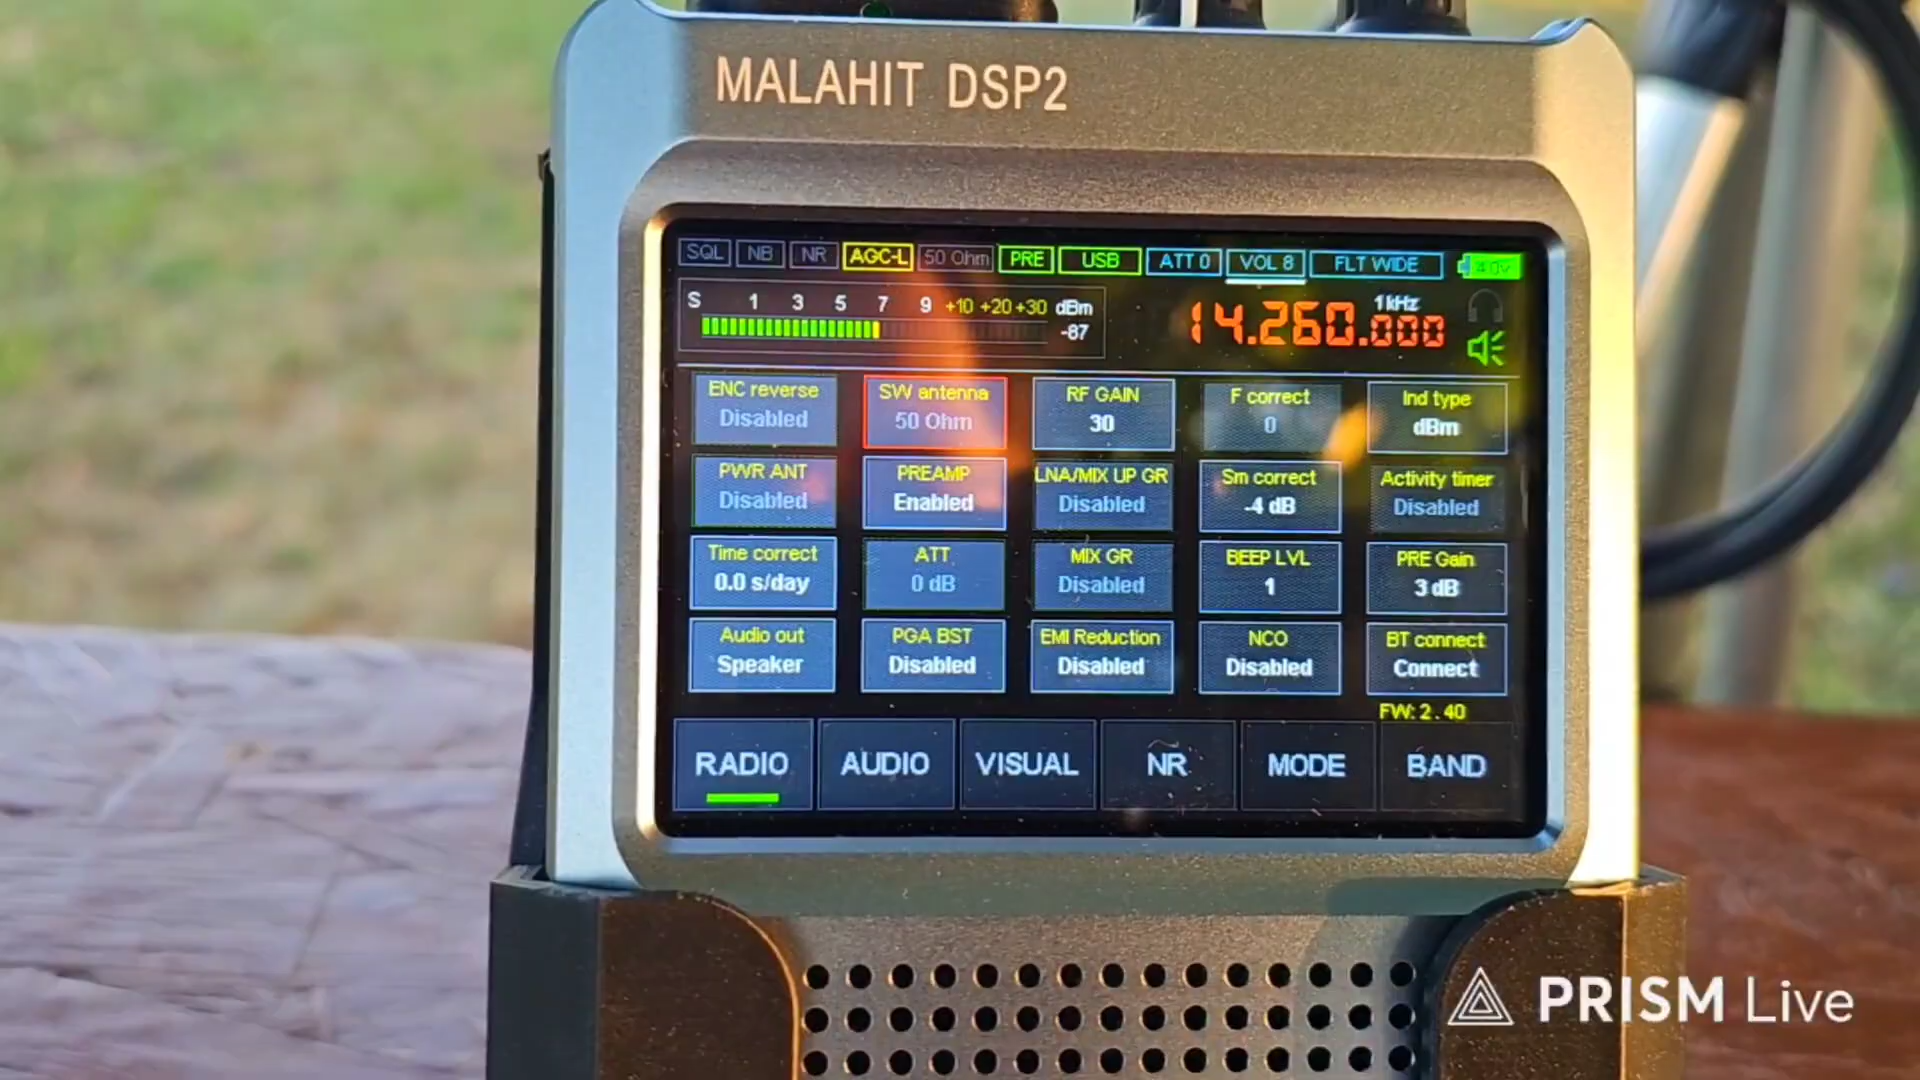 MALAHIT DSP2
SQL NB NR AGC-L 50 Ohm PRE USB ATT 0 VOL 8 FLT WIDE 4.0v
S 1 3 5 7 9 +10 +20 +30 dBm
-87
1kHz
14.260.000
ENC reverse SW antenna RF GAIN F correct Ind type
Disabled 50 Ohm 30 0 dBm
PWR ANT PREAMP LNA/MIX UP GR Sm correct Activity timer
Disabled Enabled Disabled -4 dB Disabled
Time correct ATT MIX GR BEEP LVL PRE Gain
0.0 s/day 0 dB Disabled 1 3 dB
Audio out PGA BST EMI Reduction NCO BT connect
Speaker Disabled Disabled Disabled Connect
FW: 2.40
RADIO AUDIO VISUAL NR MODE BAND
PRISM Live